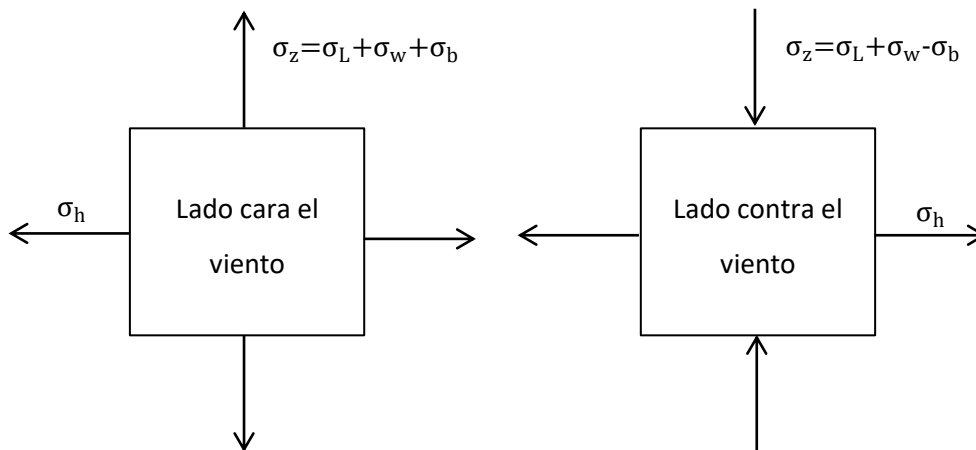 σz=σL+σw+σb
σh
Lado cara el
viento
σz=σL+σw-σb
Lado contra el
viento
σh